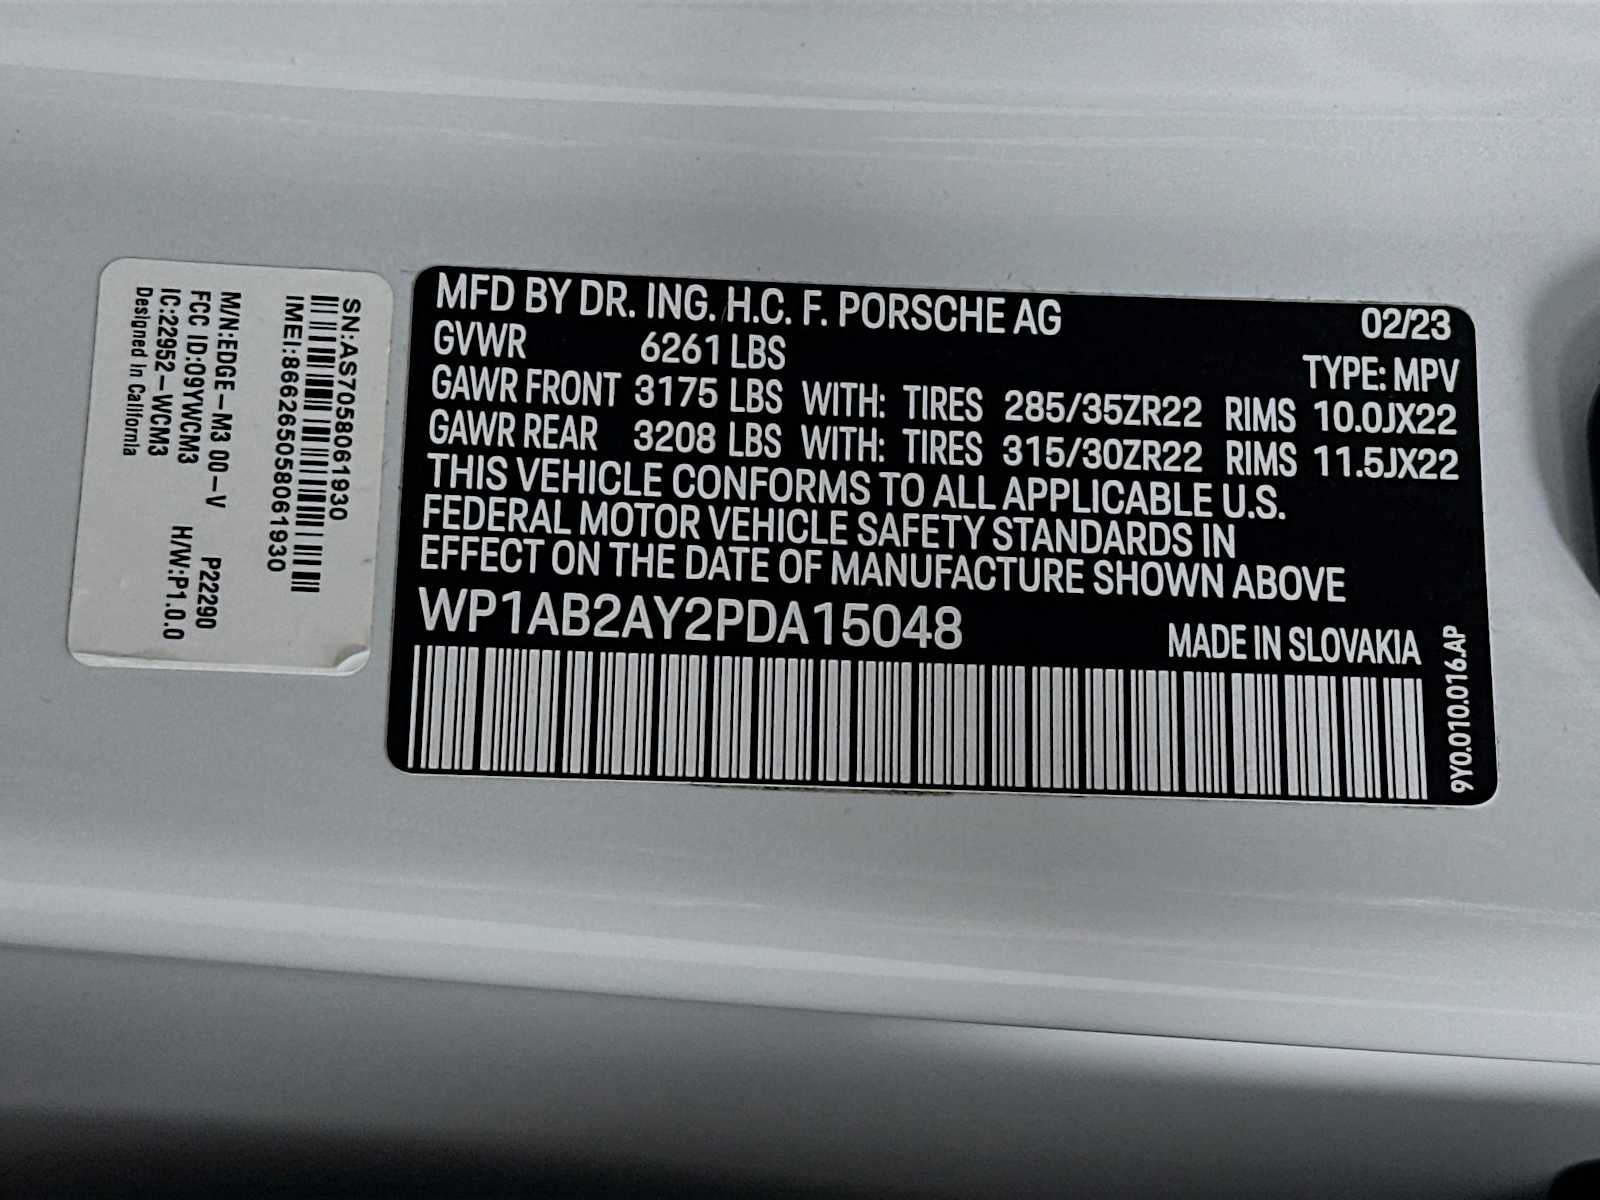 SN:AS7058061930
IMEI:866265050580619​30
M/N:EDGE-M3 00-V P22290
FCC ID:09YWCM3
IC:22952-WCM3 H/W:P1.0.0
Designed in California
MFD BY DR. ING. H.C. F. PORSCHE AG 02/23
GVWR 6261 LBS TYPE: MPV
GAWR FRONT 3175 LBS WITH: TIRES 285/35ZR22 RIMS 10.0JX22
GAWR REAR 3208 LBS WITH: TIRES 315/30ZR22 RIMS 11.5JX22
THIS VEHICLE CONFORMS TO ALL APPLICABLE U.S.
FEDERAL MOTOR VEHICLE SAFETY STANDARDS IN
EFFECT ON THE DATE OF MANUFACTURE SHOWN ABOVE
WP1AB2AY2PDA15048
MADE IN SLOVAKIA
9Y0.010.016.AP